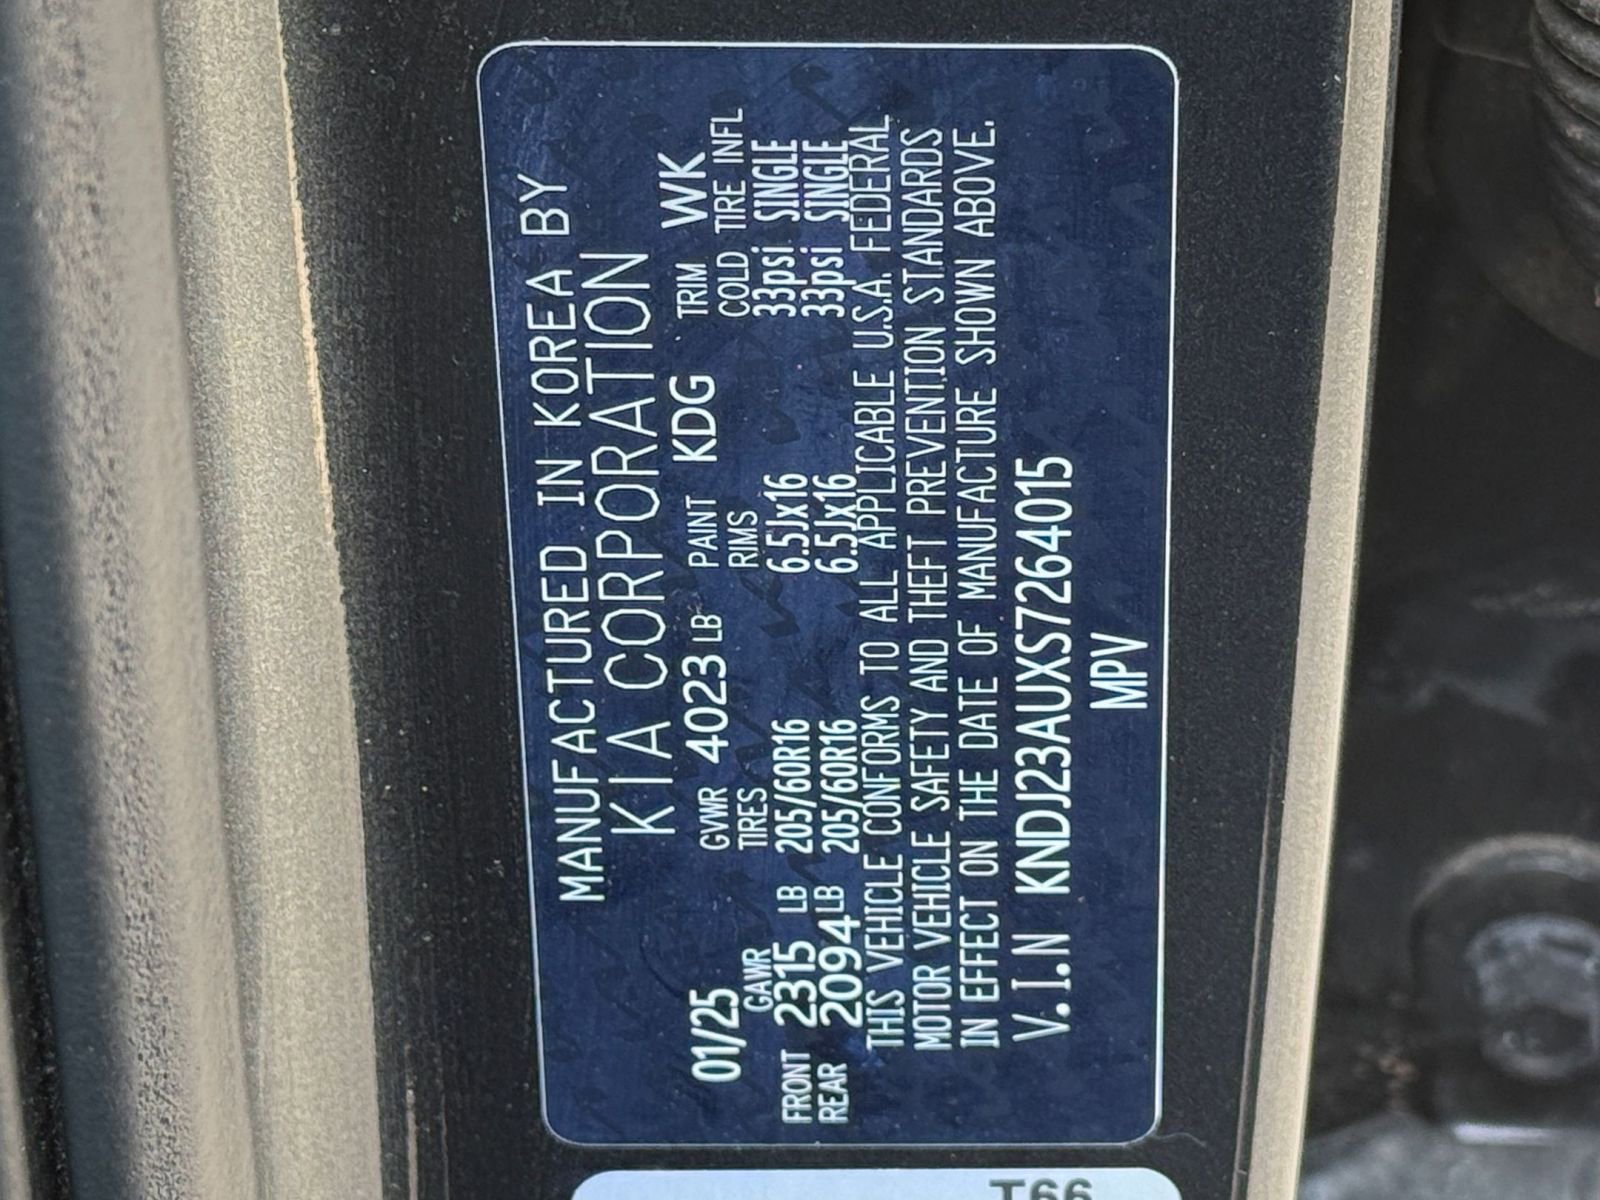 MANUFACTURED IN KOREA BY
KIA CORPORATION
01/25 GVWR 4023 LB PAINT KDG TRIM WK
GAWR TIRES RIMS COLD TIRE INFL
FRONT 2315 LB 205/60R16 6.5Jx16 33psi SINGLE
REAR 2094 LB 205/60R16 6.5Jx16 33psi SINGLE
THIS VEHICLE CONFORMS TO ALL APPLICABLE U.S.A. FEDERAL
MOTOR VEHICLE SAFETY AND THEFT PREVENTION STANDARDS
IN EFFECT ON THE DATE OF MANUFACTURE SHOWN ABOVE.
V.I.N KNDJ23AUXS7264015
MPV
T66